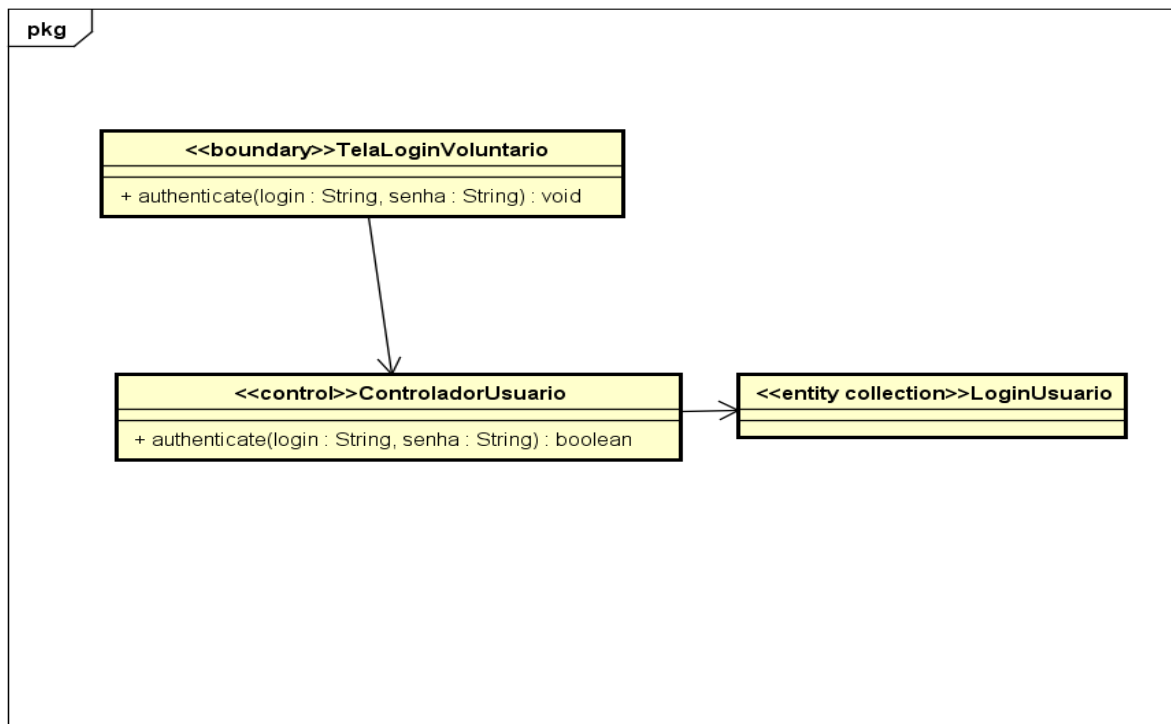 pkg
<<boundary>>TelaLoginVoluntario
+ authenticate(login : String, senha : String) : void
<<control>>ControladorUsuario
+ authenticate(login : String, senha : String) : boolean
<<entity collection>>LoginUsuario